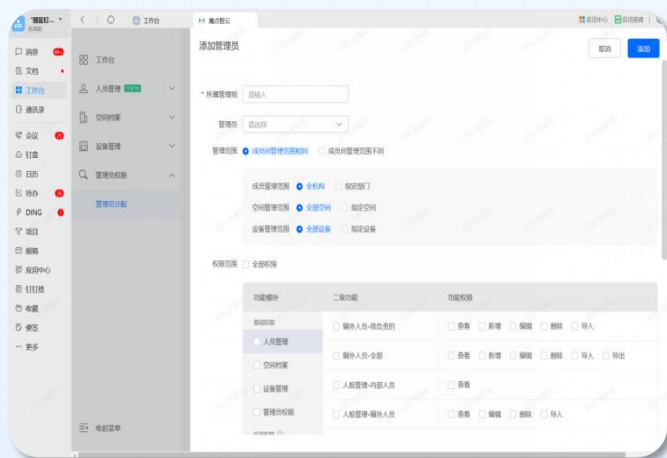 工作台
魔点智云
应用中心
应用搭建
标准版
消息
文档
工作台
通讯录
会议
钉盘
日历
待办
DING
项目
邮箱
应用中心
钉钉搭
收藏
便签
更多
工作台
人员管理
空间档案
设备管理
管理员权限
管理员分配
收起菜单
添加管理员
取消
添加
* 所属管理组 请输入
管理员 请选择
管理范围 成员间管理范围相同 成员间管理范围不同
成员管理范围 全机构 指定部门
空间管理范围 全部空间 指定空间
设备管理范围 全部设备 指定设备
权限范围 全部权限
功能模块 二级功能 功能权限
基础权限
人员管理
空间档案
设备管理
管理员权限
编外人员-我负责的 查看 新增 编辑 删除 导入
编外人员-全部 查看 新增 编辑 删除 导入 导出
人脸管理-内部人员 查看
人脸管理-编外人员 查看 编辑 删除 导入